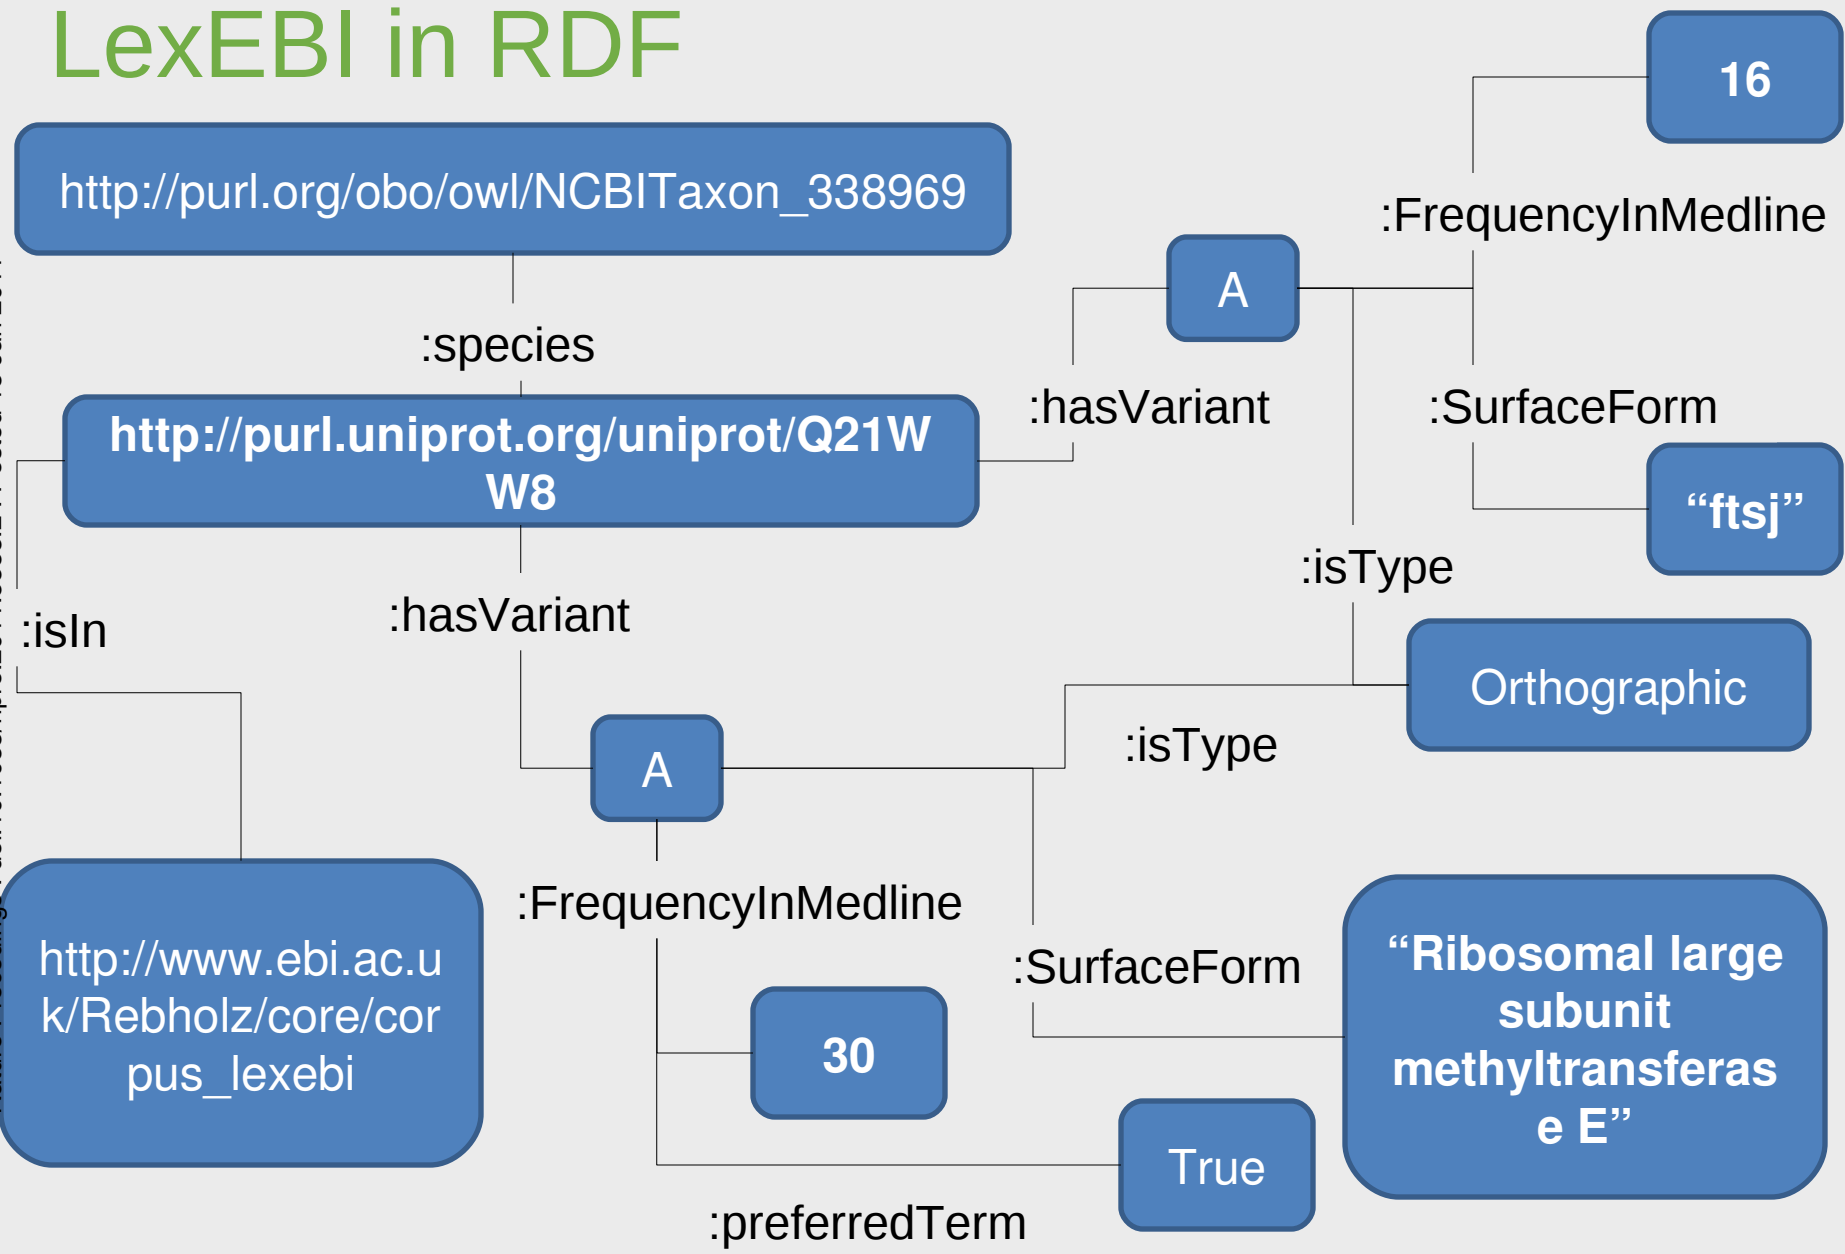 LexEBI in RDF
16
http://purl.org/obo/owl/NCBITaxon_338969
:FrequencyInMedline
A
:species
:hasVariant
:SurfaceForm
http://purl.uniprot.org/uniprot/Q21W
W8
“ftsj”
:isType
:hasVariant
:isIn
Orthographic
:isType
A
:FrequencyInMedline
:SurfaceForm
http://www.ebi.ac.u
k/Rebholz/core/cor
pus_lexebi
“Ribosomal large
subunit
methyltransferas
e E”
30
True
:preferredTerm